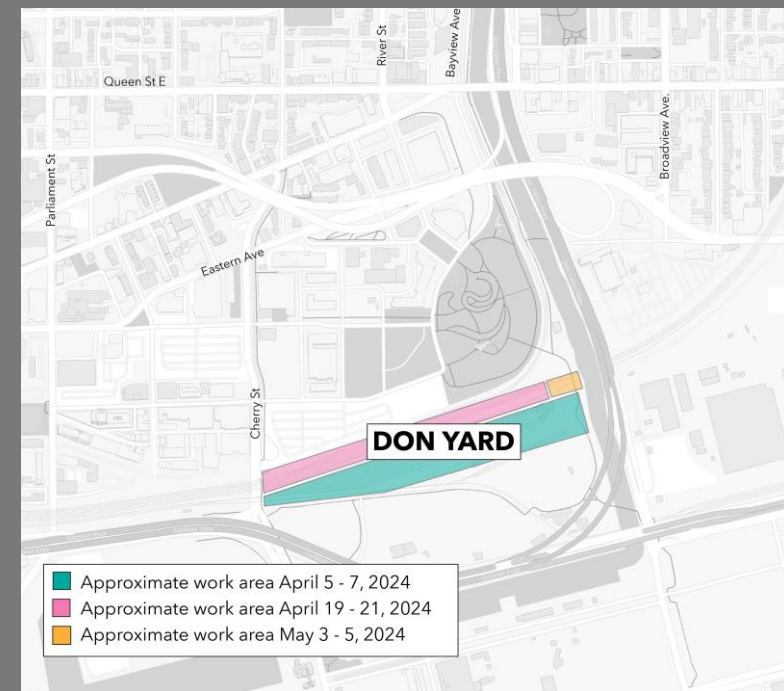 River St
Bayview Ave
Queen St E
Broadview Ave.
Parliament St
Eastern Ave
Cherry St
DON YARD
Approximate work area April 5 - 7, 2024
Approximate work area April 19 - 21, 2024
Approximate work area May 3 - 5, 2024